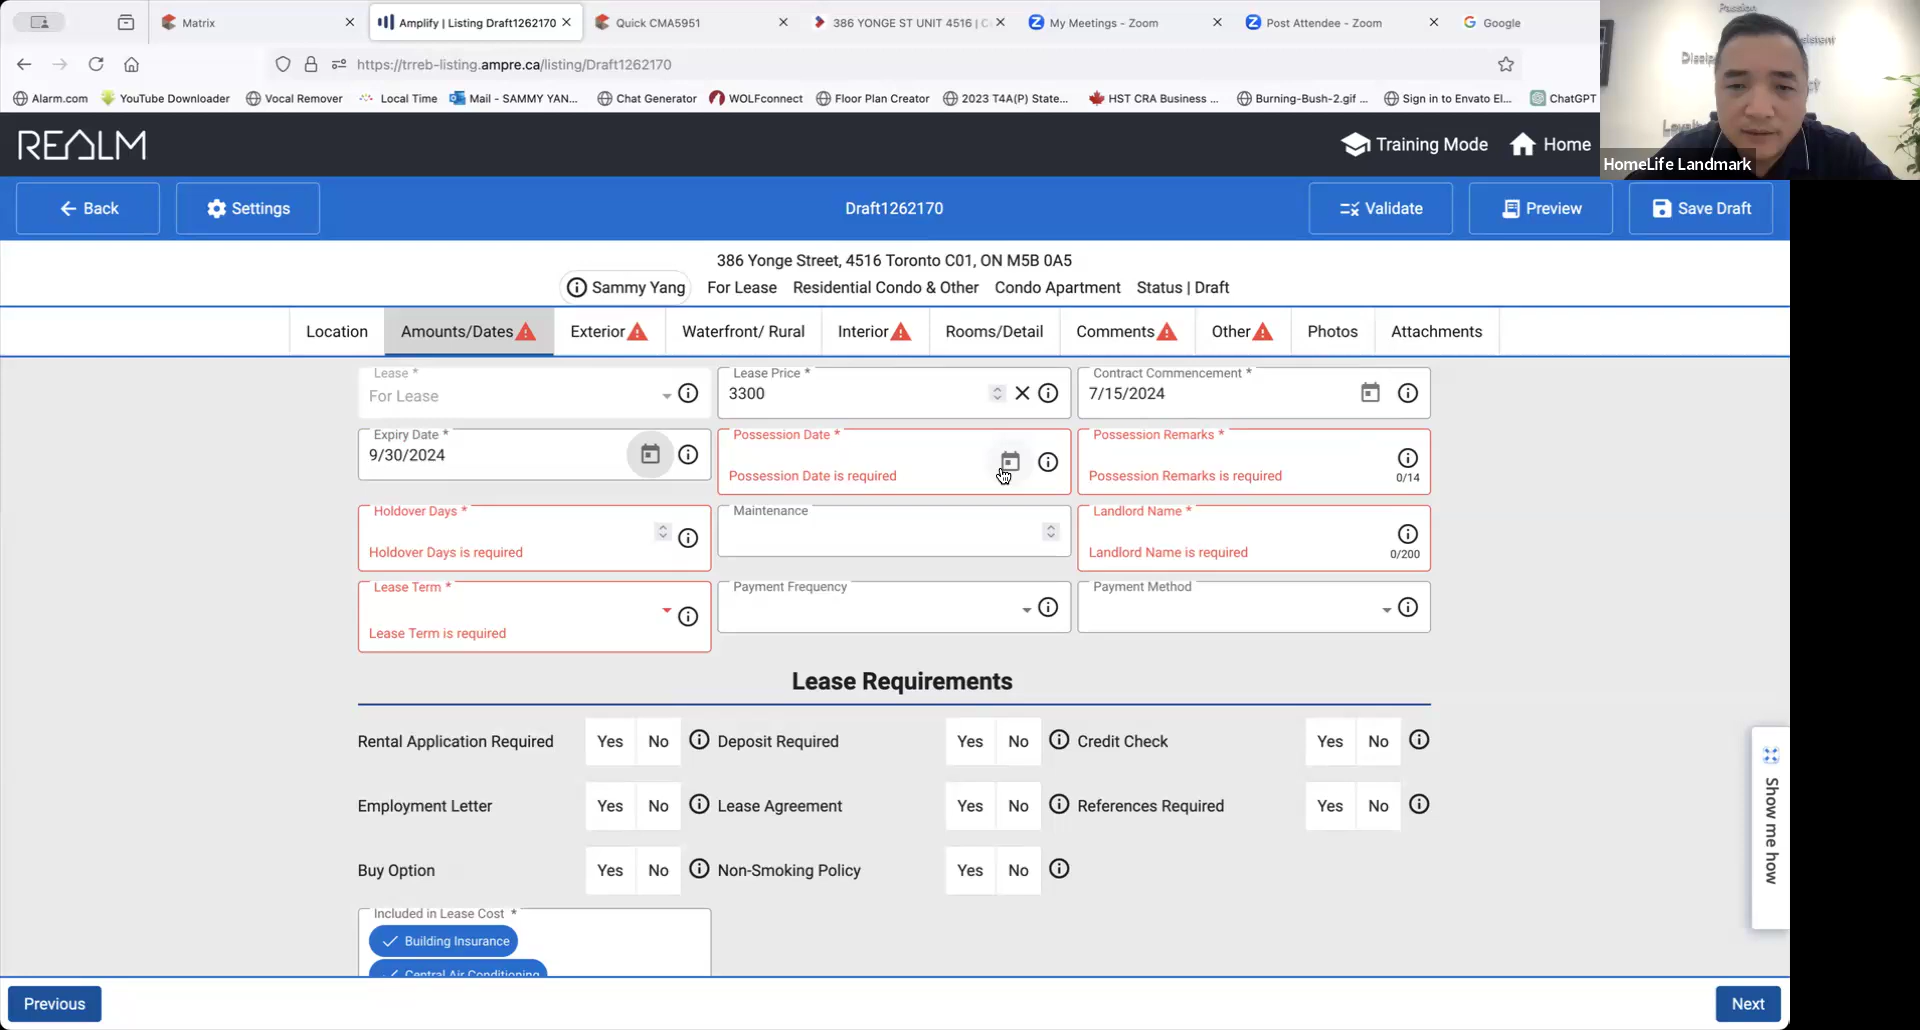 Matrix
Amplify | Listing Draft1262170
Quick CMA5951
386 YONGE ST UNIT 4516 | C
My Meetings - Zoom
Post Attendee - Zoom
Google
https://trreb-listing.ampre.ca/listing/Draft1262170
Alarm.com
YouTube Downloader
Vocal Remover
Local Time
Mail - SAMMY YAN...
Chat Generator
WOLFconnect
Floor Plan Creator
2023 T4A(P) State...
HST CRA Business ...
Burning-Bush-2.gif ...
Sign in to Envato El...
ChatGPT
Passion
HomeLife Landmark
REALM
Training Mode
Home
Back
Settings
Draft1262170
Validate
Preview
Save Draft
386 Yonge Street, 4516 Toronto C01, ON M5B 0A5
Sammy Yang For Lease Residential Condo & Other Condo Apartment Status | Draft
Location
Amounts/Dates
Exterior
Waterfront/ Rural
Interior
Rooms/Detail
Comments
Other
Photos
Attachments
Lease *
For Lease
Lease Price *
3300
Contract Commencement *
7/15/2024
Expiry Date *
9/30/2024
Possession Date *
Possession Date is required
Possession Remarks *
Possession Remarks is required
0/14
Holdover Days *
Holdover Days is required
Maintenance
Landlord Name *
Landlord Name is required
0/200
Lease Term *
Lease Term is required
Payment Frequency
Payment Method
Lease Requirements
Rental Application Required Yes No
Deposit Required Yes No
Credit Check Yes No
Employment Letter Yes No
Lease Agreement Yes No
References Required Yes No
Buy Option Yes No
Non-Smoking Policy Yes No
Included in Lease Cost *
Building Insurance
Central Air Conditioning
Show me how
Previous
Next